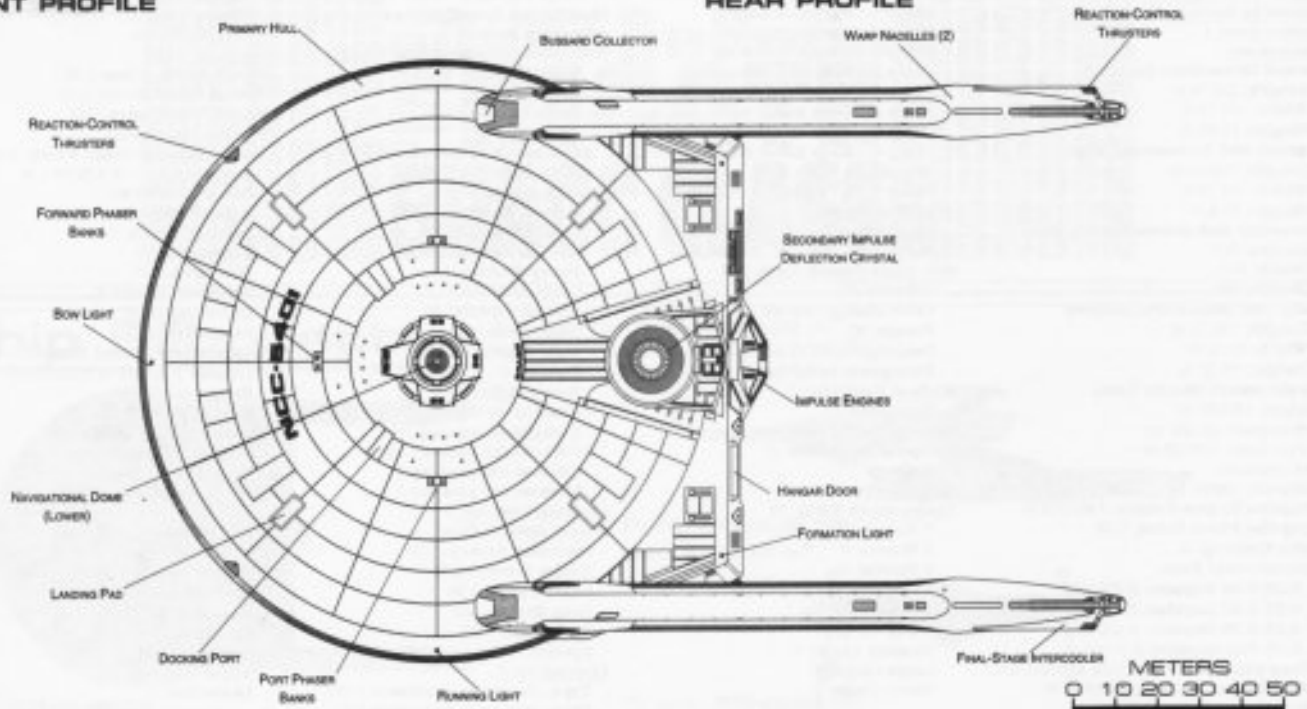 NT PROFILE
REAR PROFILE
PRIMARY HULL
BUSSARD COLLECTOR
WARP NACELLES (2)
REACTION-CONTROL
THRUSTERS
REACTION-CONTROL
THRUSTERS
FORWARD PHASER
BANKS
SECONDARY IMPULSE
DEFLECTION CRYSTAL
BOW LIGHT
NCC-5401
IMPULSE ENGINES
NAVIGATIONAL DOME
(LOWER)
HANGAR DOOR
FORMATION LIGHT
LANDING PAD
DOCKING PORT
PORT PHASER
BANKS
RUNNING LIGHT
FINAL-STAGE INTERCOOLER
METERS
0 10 20 30 40 50